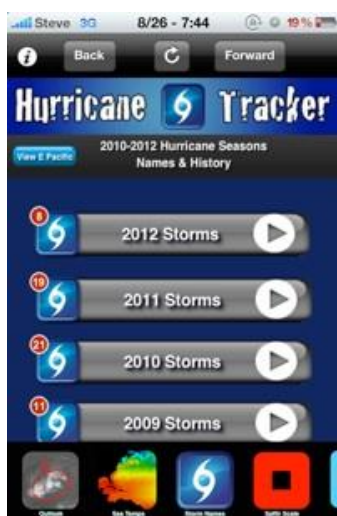 Steve 3G 8/26 - 7:44 19%
i Back Forward
Hurricane Tracker
View E Pacific
2010-2012 Hurricane Seasons
Names & History
8
2012 Storms
19
2011 Storms
21
2010 Storms
11
2009 Storms
Outlook Sea Temps Storm Names Saffir Scale